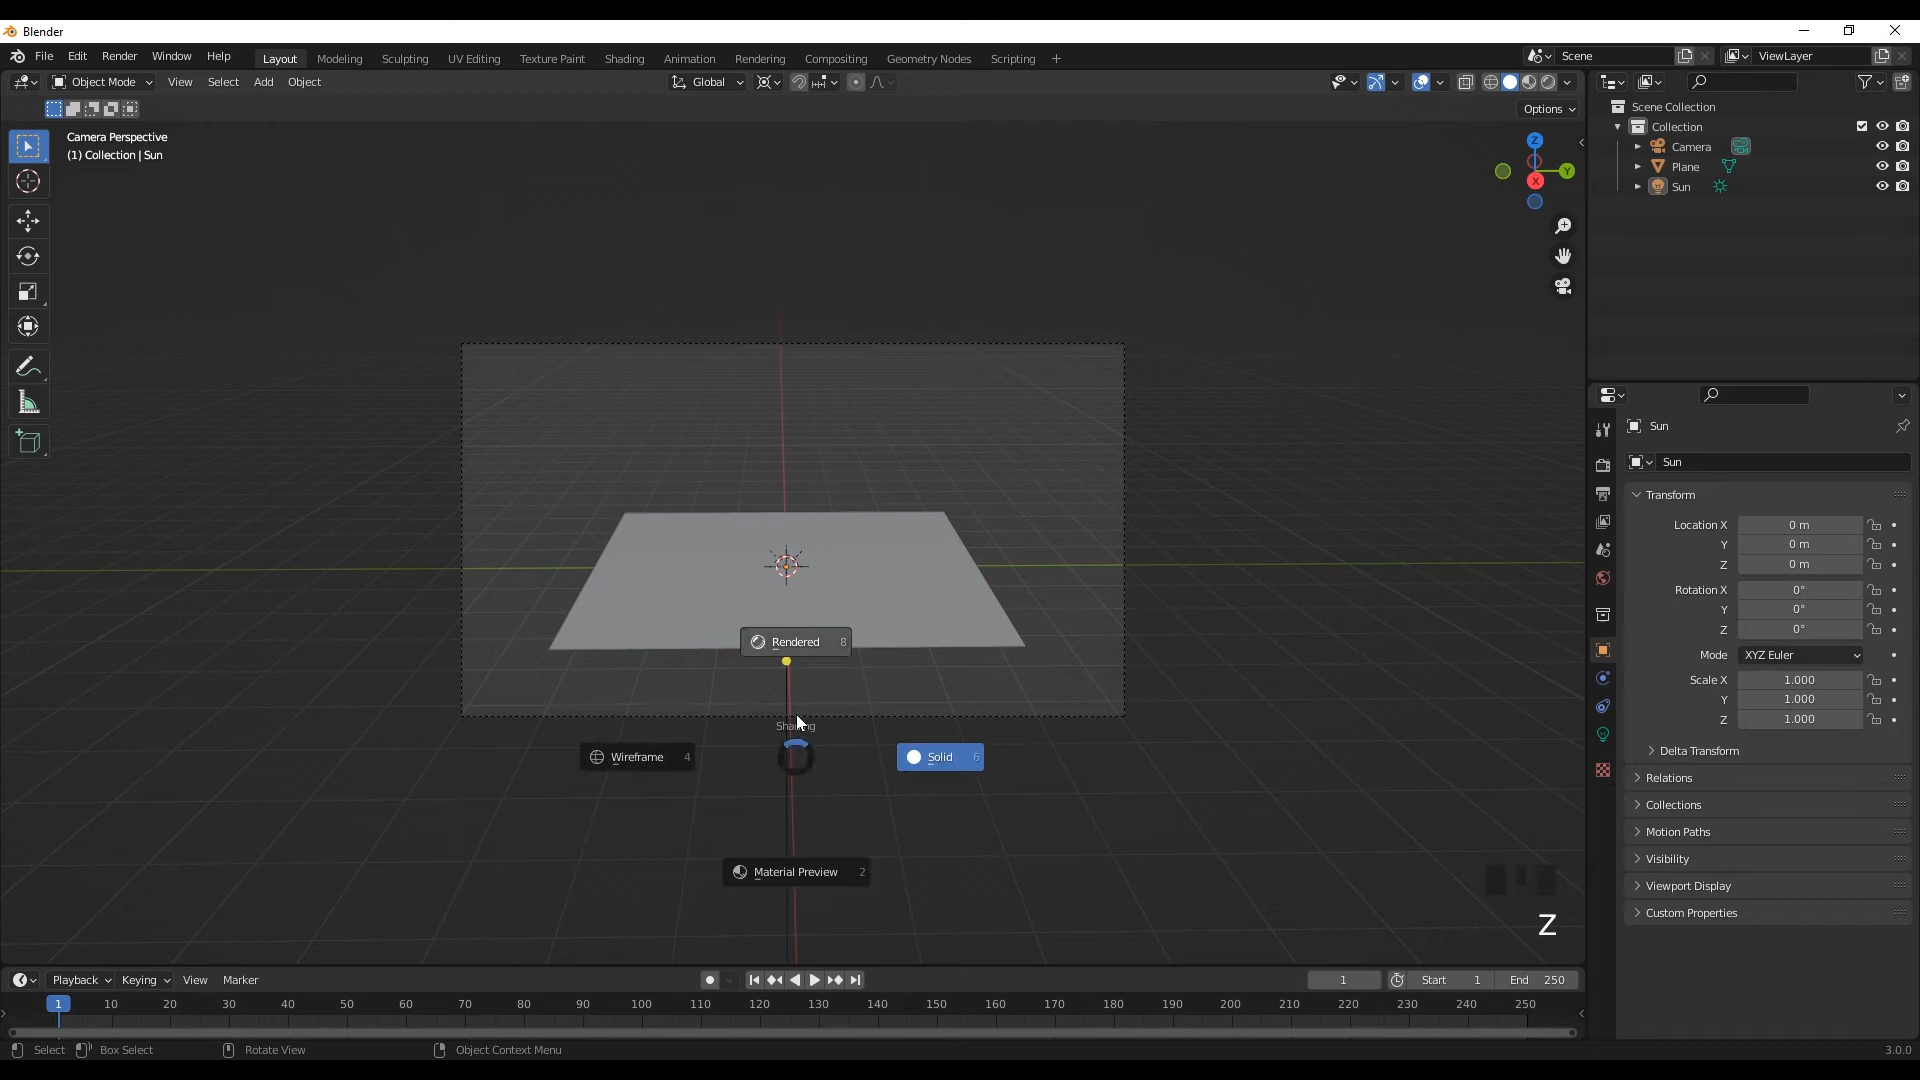 Blender
File Edit Render Window Help
Layout Modeling Sculpting UV Editing Texture Paint Shading Animation Rendering Compositing Geometry Nodes Scripting +
Scene
ViewLayer
Object Mode View Select Add Object
Global
Options
Camera Perspective
(1) Collection | Sun
Z
Y
X
Scene Collection
Collection
Camera
Plane
Sun
Rendered 8
Shading
Wireframe 4
Solid 6
Material Preview 2
Z
Sun
Sun
Transform
Location X 0 m
Y 0 m
Z 0 m
Rotation X 0°
Y 0°
Z 0°
Mode XYZ Euler
Scale X 1.000
Y 1.000
Z 1.000
Delta Transform
Relations
Collections
Motion Paths
Visibility
Viewport Display
Custom Properties
Playback Keying View Marker
1 Start 1 End 250
1 10 20 30 40 50 60 70 80 90 100 110 120 130 140 150 160 170 180 190 200 210 220 230 240 250
Select Box Select Rotate View Object Context Menu 3.0.0